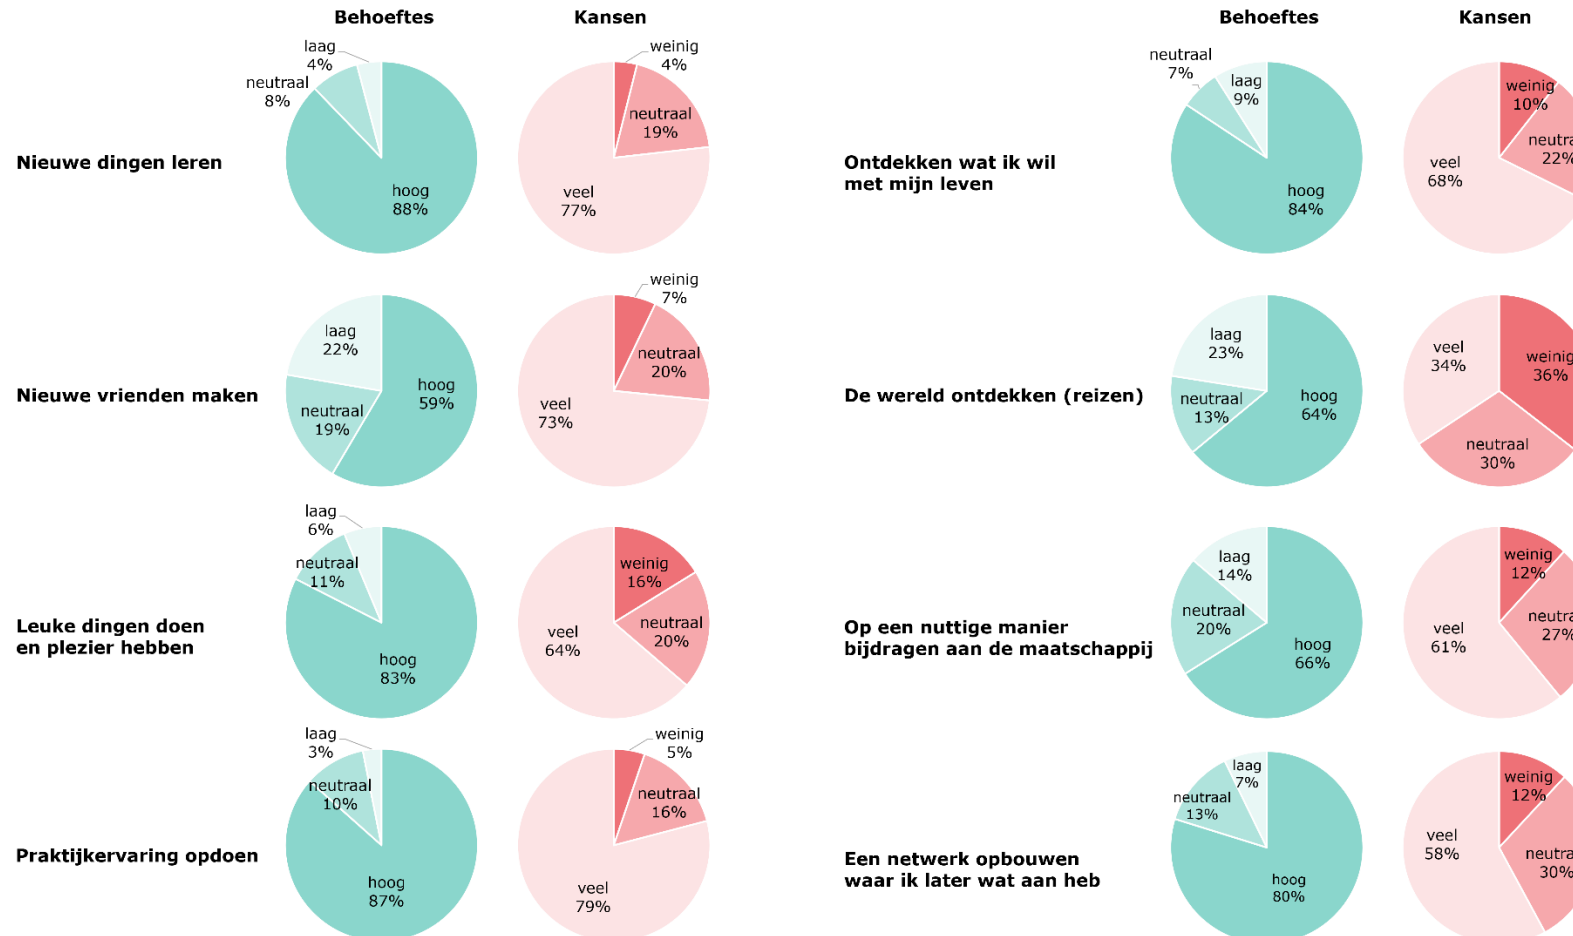 Behoeftes
Kansen
Behoeftes
Kansen
Nieuwe dingen leren
laag
4%
neutraal
8%
hoog
88%
weinig
4%
neutraal
19%
veel
77%
Ontdekken wat ik wil
met mijn leven
neutraal
7%
laag
9%
hoog
84%
weinig
10%
neutra
22%
veel
68%
Nieuwe vrienden maken
laag
22%
neutraal
19%
hoog
59%
weinig
7%
neutraal
20%
veel
73%
De wereld ontdekken (reizen)
laag
23%
neutraal
13%
hoog
64%
veel
34%
weinig
36%
neutraal
30%
Leuke dingen doen
en plezier hebben
laag
6%
neutraal
11%
hoog
83%
weinig
16%
neutraal
20%
veel
64%
Op een nuttige manier
bijdragen aan de maatschappij
laag
14%
neutraal
20%
hoog
66%
weinig
12%
neutra
27%
veel
61%
Praktijkervaring opdoen
laag
3%
neutraal
10%
hoog
87%
weinig
5%
neutraal
16%
veel
79%
Een netwerk opbouwen
waar ik later wat aan heb
laag
7%
neutraal
13%
hoog
80%
weinig
12%
neutra
30%
veel
58%